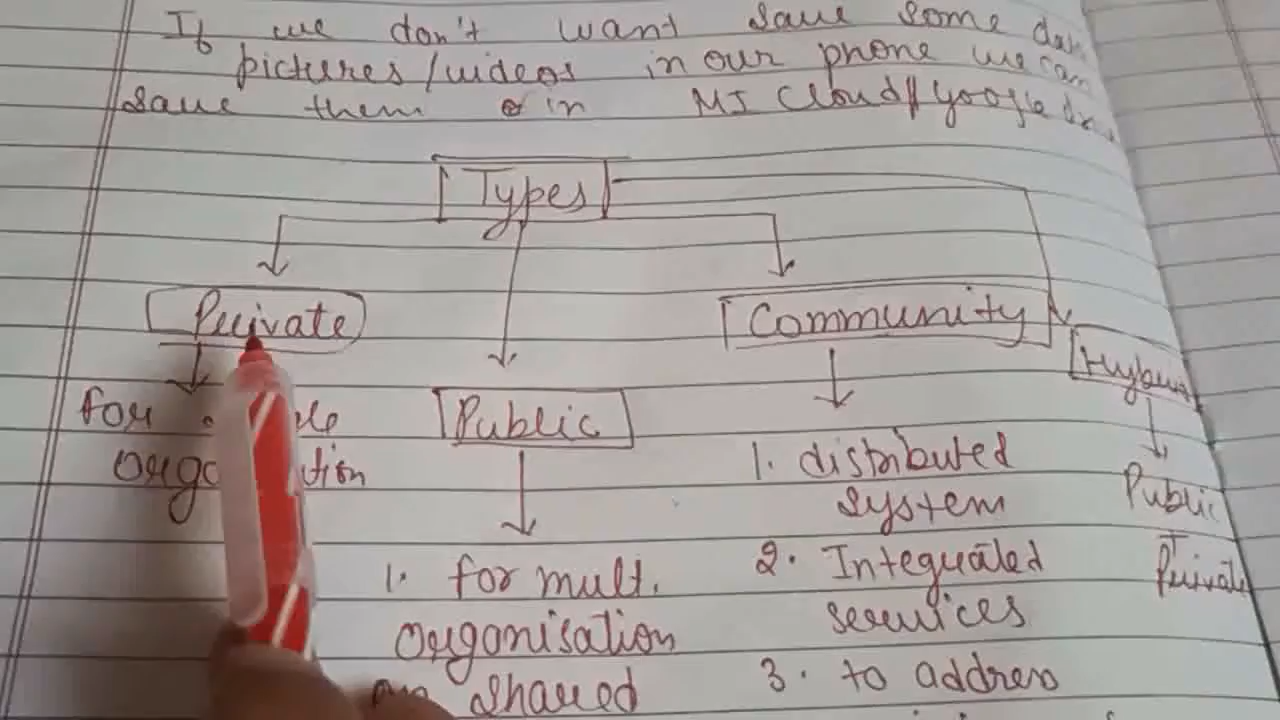 If we don't want save some data
pictures/videos in our phone we can
save them in MI Cloud//google
Types
Private
for
Public
1. for mult.
organisation
shared
Community
1. distributed
system
2. Integrated
services
3. to address
Public
+
Private